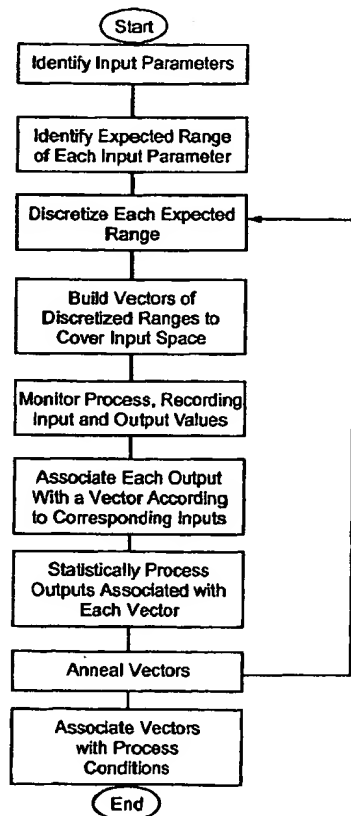 Start
Identify Input Parameters
Identify Expected Range
of Each Input Parameter
Discretize Each Expected
Range
Build Vectors of
Discretized Ranges to
Cover Input Space
Monitor Process, Recording
Input and Output Values
Associate Each Output
With a Vector According
to Corresponding Inputs
Statistically Process
Outputs Associated with
Each Vector
Anneal Vectors
Associate Vectors
with Process
Conditions
End